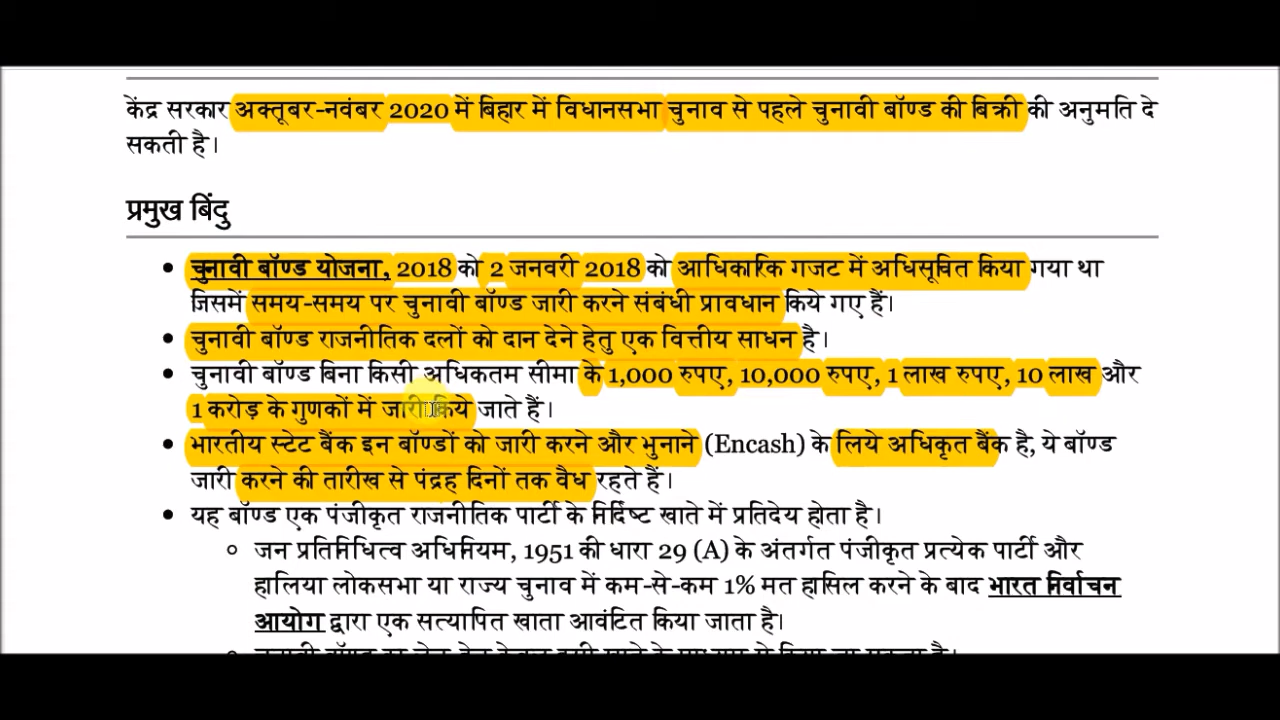 केंद्र सरकार अक्तूबर-नवंबर 2020 में बिहार में विधानसभा चुनाव से पहले चुनावी बॉण्ड की बिक्री की अनुमति दे
सकती है।
प्रमुख बिंदु
• चुनावी बॉण्ड योजना, 2018 को 2 जनवरी 2018 को आधिकारिक गजट में अधिसूचित किया गया था
जिसमें समय-समय पर चुनावी बॉण्ड जारी करने संबंधी प्रावधान किये गए हैं।
• चुनावी बॉण्ड राजनीतिक दलों को दान देने हेतु एक वित्तीय साधन है।
• चुनावी बॉण्ड बिना किसी अधिकतम सीमा के 1,000 रुपए, 10,000 रुपए, 1 लाख रुपए, 10 लाख और
1 करोड़ के गुणकों में जारी किये जाते हैं।
• भारतीय स्टेट बैंक इन बॉण्डों को जारी करने और भुनाने (Encash) के लिये अधिकृत बैंक है, ये बॉण्ड
जारी करने की तारीख से पंद्रह दिनों तक वैध रहते हैं।
• यह बॉण्ड एक पंजीकृत राजनीतिक पार्टी के निर्दिष्ट खाते में प्रतिदेय होता है।
○ जन प्रतिनिधित्व अधिनियम, 1951 की धारा 29 (A) के अंतर्गत पंजीकृत प्रत्येक पार्टी और
हालिया लोकसभा या राज्य चुनाव में कम-से-कम 1% मत हासिल करने के बाद भारत निर्वाचन
आयोग द्वारा एक सत्यापित खाता आवंटित किया जाता है।